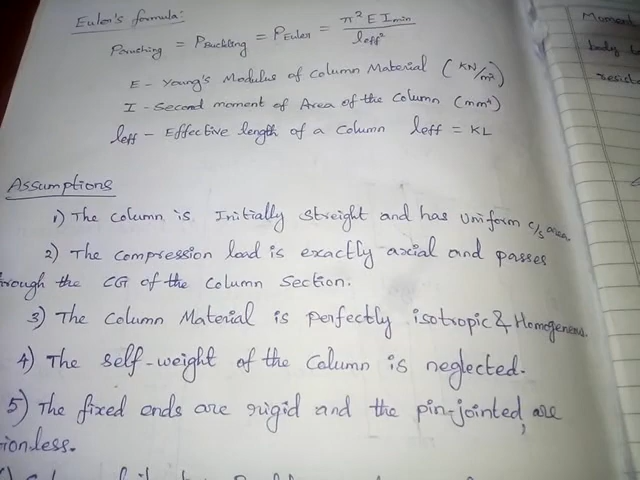 Euler's formula:
Pcrushing = PBuckling = PEuler = π² E Imin / leff²
E - Young's Modulus of Column Material (KN/m²)
I - Second moment of Area of the Column (mm⁴)
leff - Effective length of a Column leff = KL
Assumptions
1) The Column is Initially Streight and has Uniform c/s area
2) The compression load is exactly axial and passes
through the CG of the Column Section.
3) The Column Material is perfectly isotropic & Homogeneous.
4) The self-weight of the Column is neglected.
5) The fixed ends are rigid and the pin-jointed, are
ionless.
Moment
body
resist